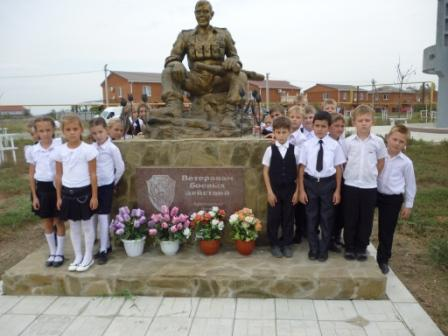 Ветеранам
боевых
действий